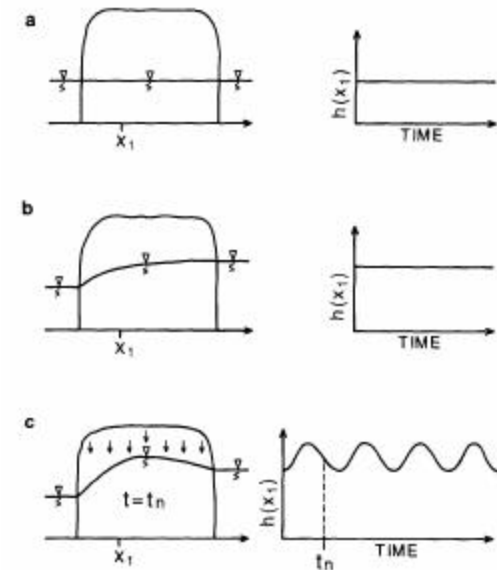 a
h(x₁)
TIME
x₁
b
h(x₁)
TIME
x₁
c
t=tₙ
h(x₁)
x₁
tₙ
TIME